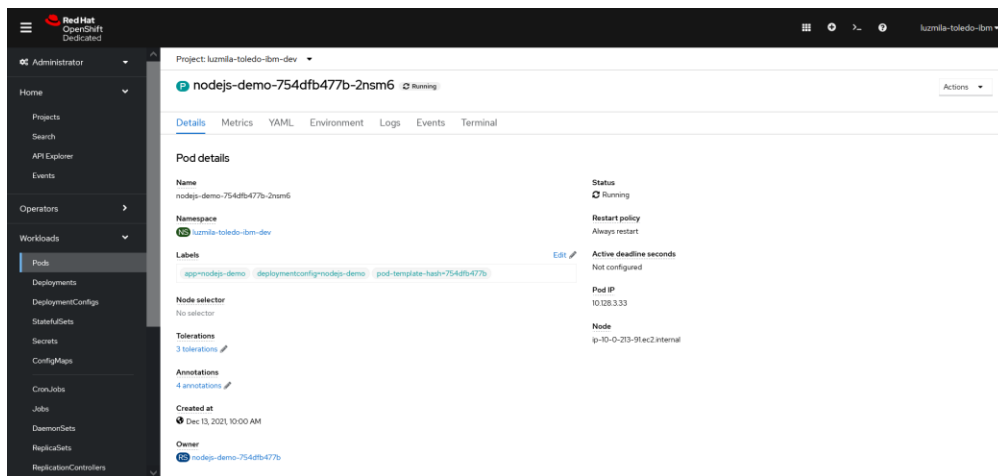 Red Hat
OpenShift
Dedicated
luzmila-toledo-ibm
Administrator
Home
Projects
Search
API Explorer
Events
Operators
Workloads
Pods
Deployments
DeploymentConfigs
StatefulSets
Secrets
ConfigMaps
CronJobs
Jobs
DaemonSets
ReplicaSets
ReplicationControllers
Project: luzmila-toledo-ibm-dev
P nodejs-demo-754dfb477b-2nsm6 Running
Actions
Details Metrics YAML Environment Logs Events Terminal
Pod details
Name
nodejs-demo-754dfb477b-2nsm6
Namespace
NS luzmila-toledo-ibm-dev
Labels Edit
app=nodejs-demo deploymentconfig=nodejs-demo pod-template-hash=754dfb477b
Node selector
No selector
Tolerations
3 tolerations
Annotations
4 annotations
Created at
Dec 13, 2021, 10:00 AM
Owner
RS nodejs-demo-754dfb477b
Status
Running
Restart policy
Always restart
Active deadline seconds
Not configured
Pod IP
10.128.3.33
Node
ip-10-0-213-91.ec2.internal